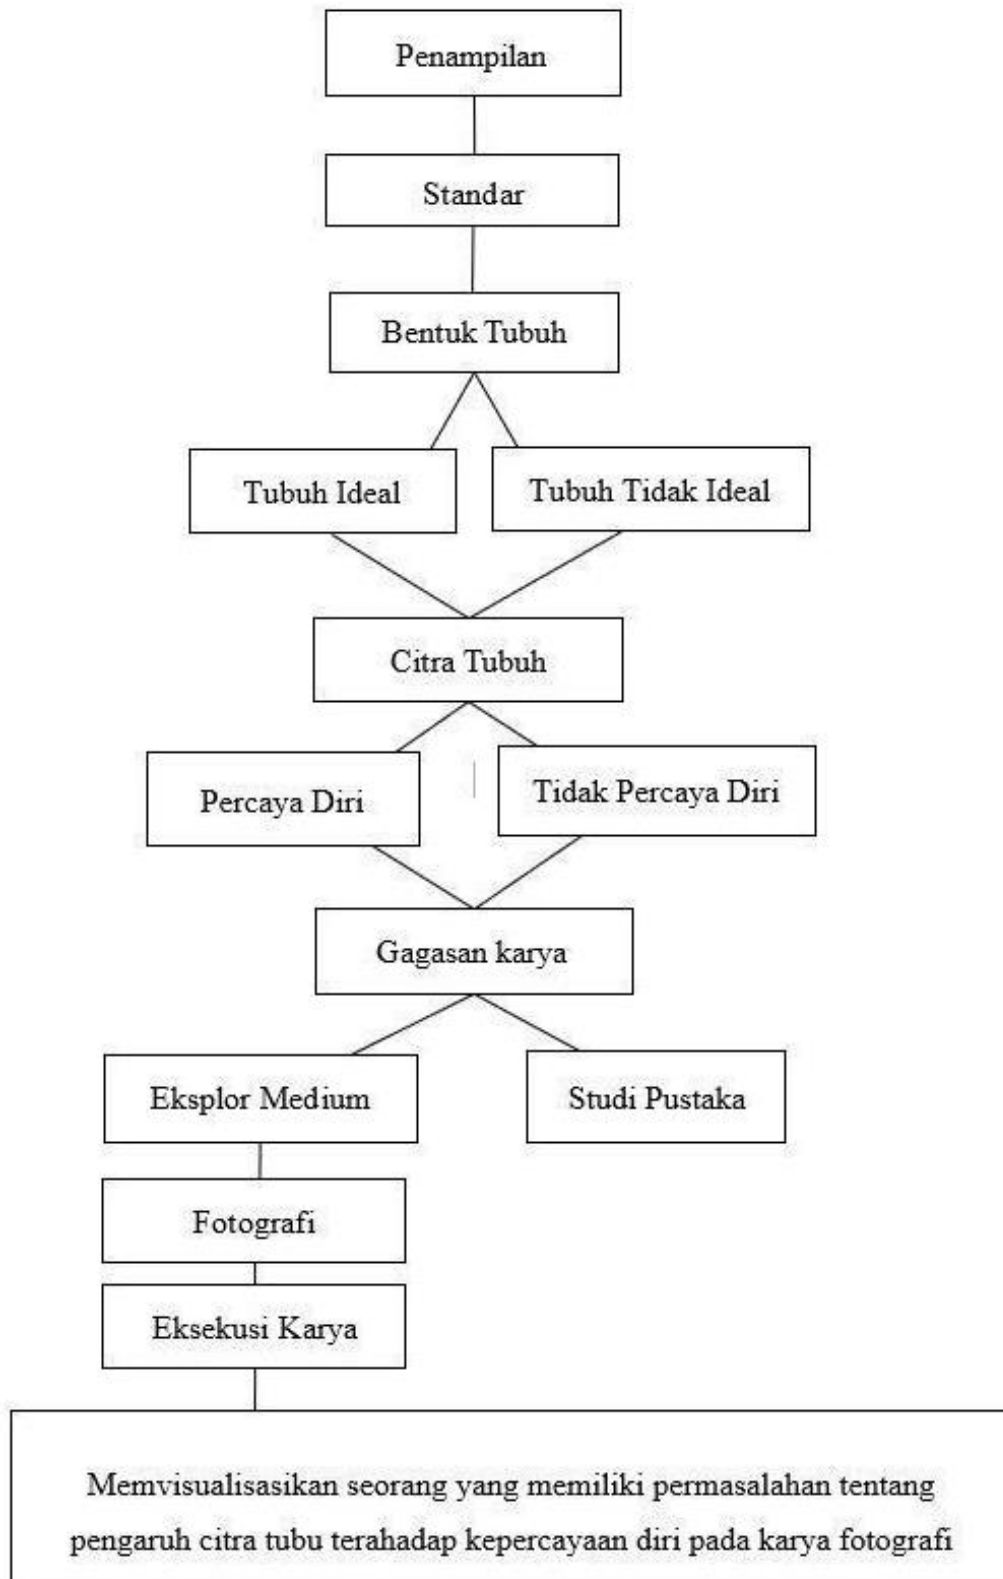 Penampilan
Standar
Bentuk Tubuh
Tubuh Ideal
Tubuh Tidak Ideal
Citra Tubuh
Percaya Diri
Tidak Percaya Diri
Gagasan karya
Eksplor Medium
Studi Pustaka
Fotografi
Eksekusi Karya
Memvisualisasikan seorang yang memiliki permasalahan tentang
pengaruh citra tubu terahadap kepercayaan diri pada karya fotografi